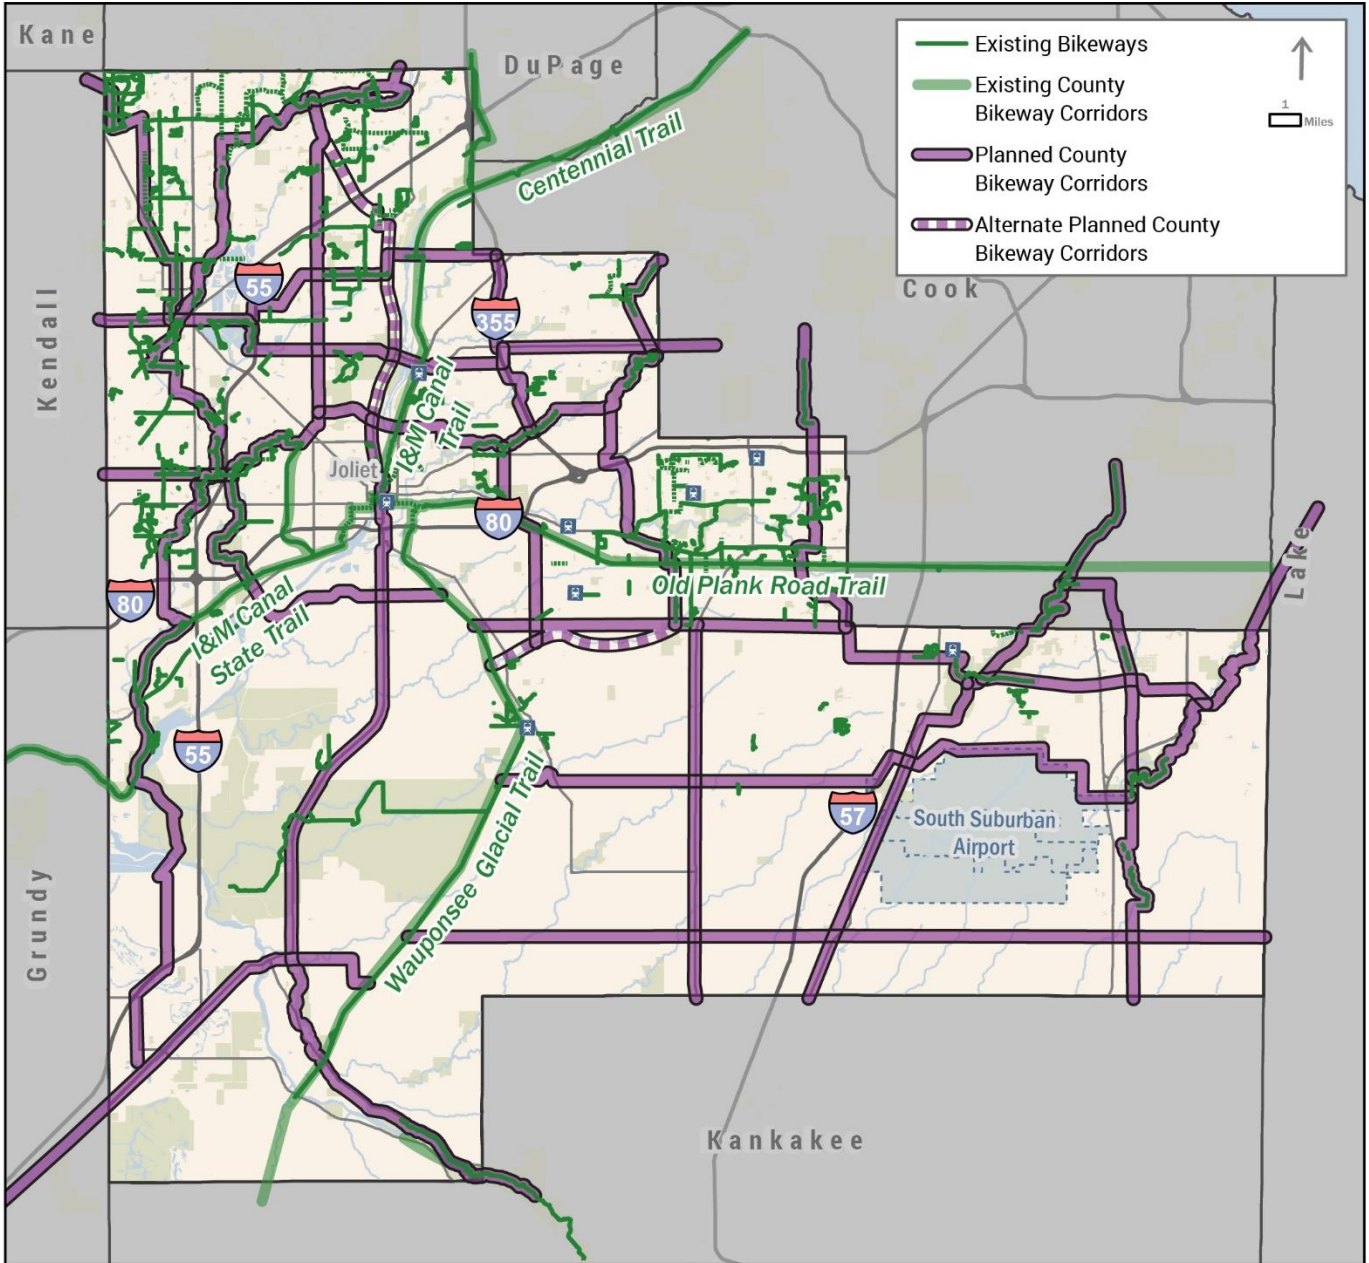 Kane
DuPage
Existing Bikeways
Existing County
Bikeway Corridors
Planned County
Bikeway Corridors
Alternate Planned County
Bikeway Corridors
1
Miles
Centennial Trail
Kendall
55
355
Cook
I&M Canal
Trail
Joliet
80
80
I&M Canal
State Trail
Old Plank Road Trail
Lake
55
57
South Suburban
Airport
Wauponsee Glacial Trail
Grundy
Kankakee